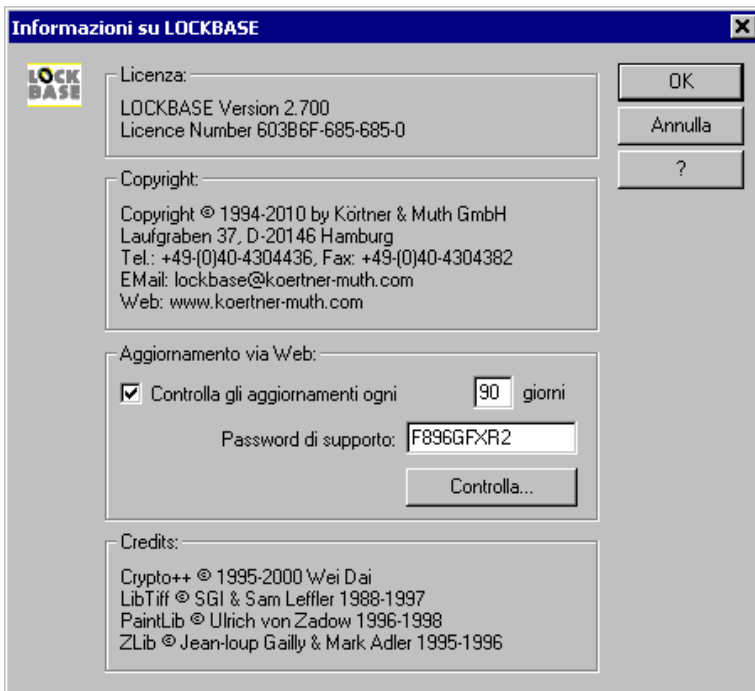 Informazioni su LOCKBASE
LOCK
BASE
Licenza:
LOCKBASE Version 2.700
Licence Number 603B6F-685-685-0
OK
Annulla
?
Copyright:
Copyright © 1994-2010 by Körtner & Muth GmbH
Laufgraben 37, D-20146 Hamburg
Tel.: +49-(0)40-4304436, Fax: +49-(0)40-4304382
EMail: lockbase@koertner-muth.com
Web: www.koertner-muth.com
Aggiornamento via Web:
Controlla gli aggiornamenti ogni 90 giorni
Password di supporto: F896GFXR2
Controlla...
Credits:
Crypto++ © 1995-2000 Wei Dai
LibTiff © SGI & Sam Leffler 1988-1997
PaintLib © Ulrich von Zadow 1996-1998
ZLib © Jean-loup Gailly & Mark Adler 1995-1996